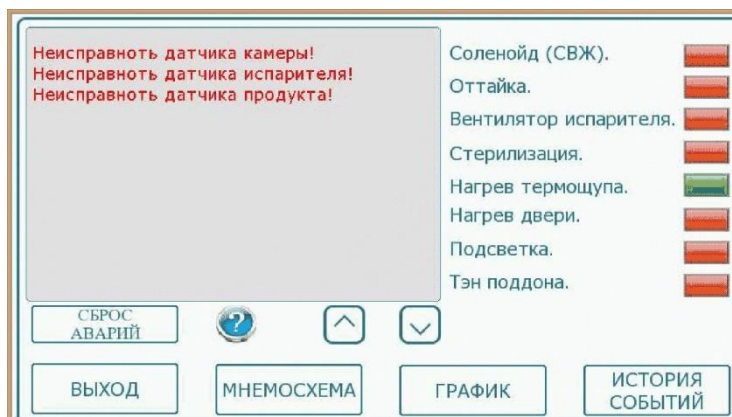 Неисправноть датчика камеры!
Неисправноть датчика испарителя!
Неисправноть датчика продукта!
Соленойд (СВЖ).
Оттайка.
Вентилятор испарителя.
Стерилизация.
Нагрев термощупа.
Нагрев двери.
Подсветка.
Тэн поддона.
СБРОС
АВАРИЙ
?
ВЫХОД
МНЕМОСХЕМА
ГРАФИК
ИСТОРИЯ
СОБЫТИЙ